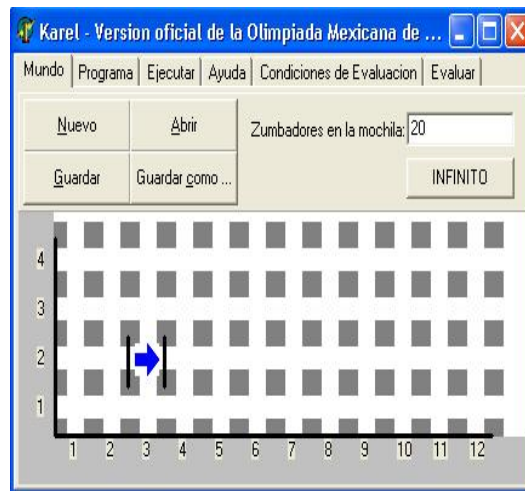 Karel - Version oficial de la Olimpiada Mexicana de ...
Mundo Programa Ejecutar Ayuda Condiciones de Evaluacion Evaluar
Nuevo Abrir Zumbadores en la mochila: 20
Guardar Guardar como ... INFINITO
4
3
2
1
1 2 3 4 5 6 7 8 9 10 11 12